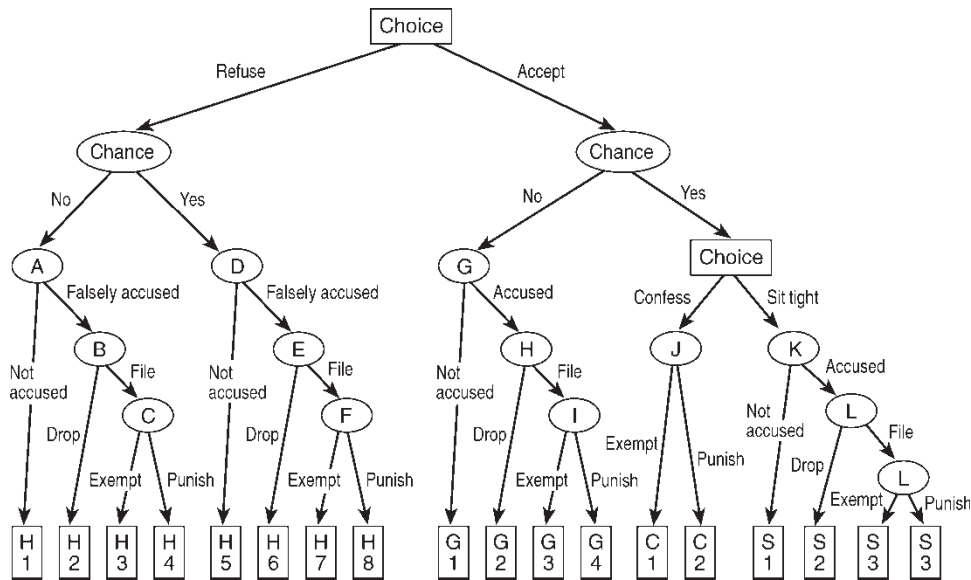 Choice
Refuse
Accept
Chance
Chance
No
Yes
No
Yes
A
D
G
Choice
Falsely accused
Falsely accused
Accused
Confess
Sit tight
B
E
H
J
K
Not
accused
File
Not
accused
File
Not
accused
File
Accused
C
F
I
L
Drop
Drop
Drop
Not
accused
File
Exempt
Punish
Exempt
Punish
Exempt
Punish
Exempt
Punish
Drop
L
Exempt
Punish
H
1
H
2
H
3
H
4
H
5
H
6
H
7
H
8
G
1
G
2
G
3
G
4
C
1
C
2
S
1
S
2
S
3
S
3